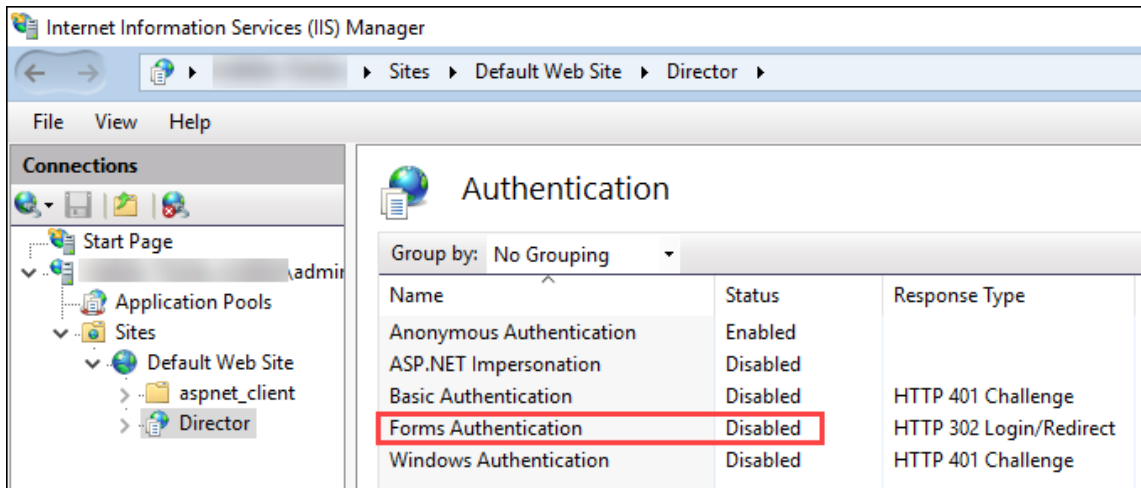 Internet Information Services (IIS) Manager
Sites Default Web Site Director
File View Help
Connections
Start Page
\admin
Application Pools
Sites
Default Web Site
aspnet_client
Director
Authentication
Group by: No Grouping
Name Status Response Type
Anonymous Authentication Enabled
ASP.NET Impersonation Disabled
Basic Authentication Disabled HTTP 401 Challenge
Forms Authentication Disabled HTTP 302 Login/Redirect
Windows Authentication Disabled HTTP 401 Challenge